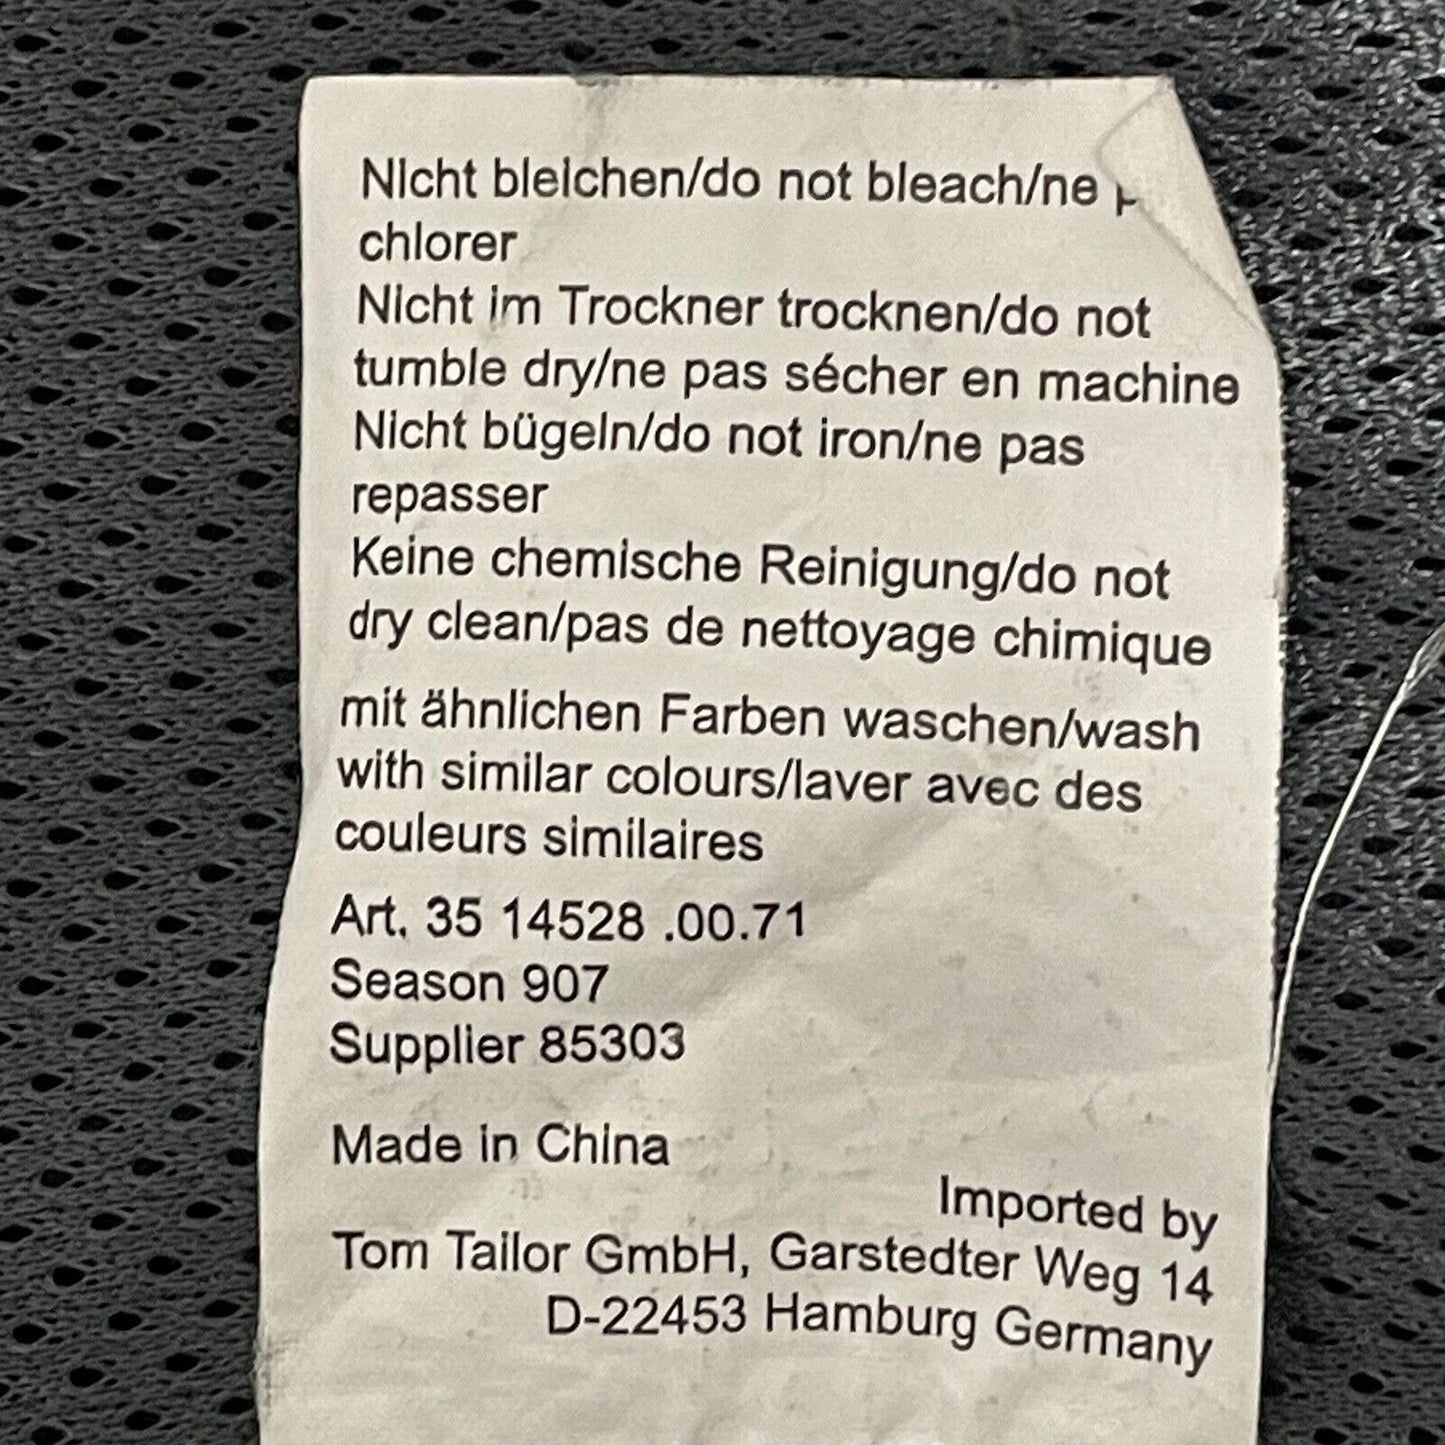 Nicht bleichen/do not bleach/ne
chlorer
Nicht im Trockner trocknen/do not
tumble dry/ne pas sécher en machine
Nicht bügeln/do not iron/ne pas
repasser
Keine chemische Reinigung/do not
dry clean/pas de nettoyage chimique
mit ähnlichen Farben waschen/wash
with similar colours/laver avec des
couleurs similaires
Art. 35 14528 .00.71
Season 907
Supplier 85303
Made in China
Imported by
Tom Tailor GmbH, Garstedter Weg 14
D-22453 Hamburg Germany